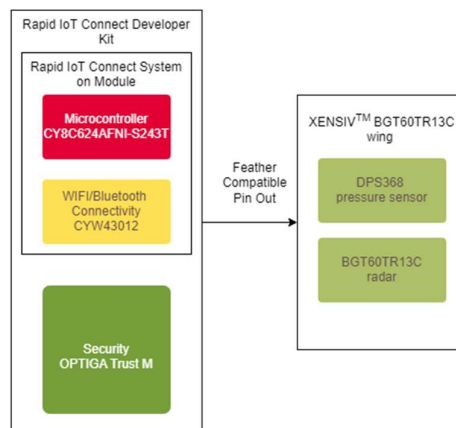 Rapid IoT Connect Developer
Kit
Rapid IoT Connect System
on Module
Microcontroller
CY8C624AFNI-S243T
WIFI/Bluetooth
Connectivity
CYW43012
Security
OPTIGA Trust M
Feather
Compatible
Pin Out
XENSIV™ BGT60TR13C
wing
DPS368
pressure sensor
BGT60TR13C
radar